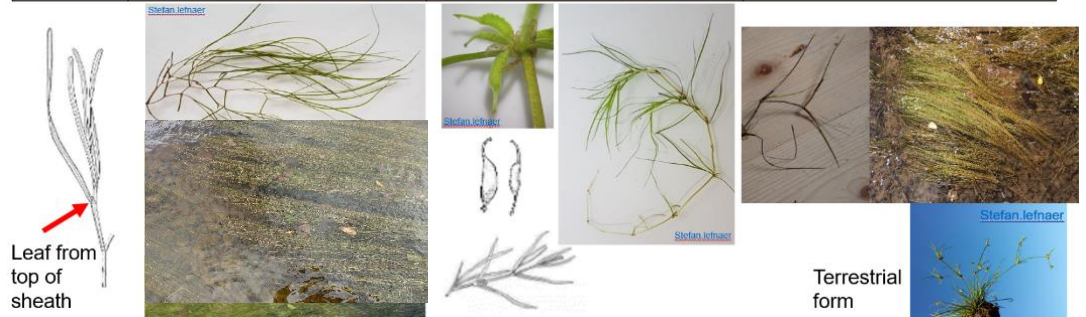 Stefan.lefnaer
Leaf from
top of
sheath
Stefan.lefnaer
Stefan.lefnaer
Stefan.lefnaer
Terrestrial
form